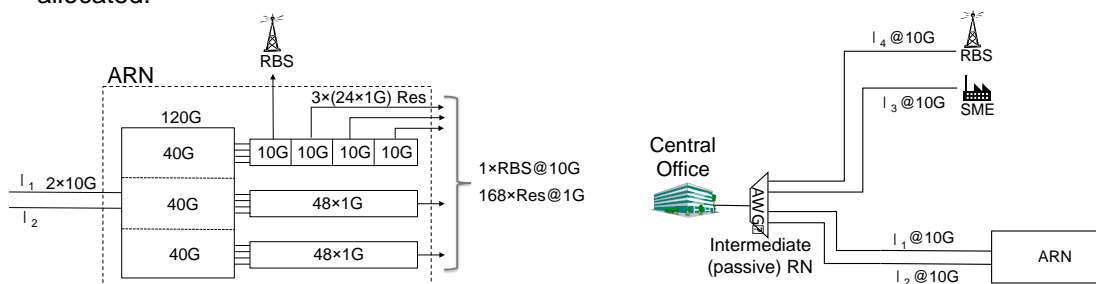 allocated.
RBS
ARN
3×(24×1G) Res
120G
40G
10G 10G 10G 10G
l1 2×10G
l2
40G
48×1G
40G
48×1G
1×RBS@10G
168×Res@1G
l4@10G
RBS
l3@10G
SME
Central
Office
AWG
Intermediate
(passive) RN
l1@10G
l2@10G
ARN